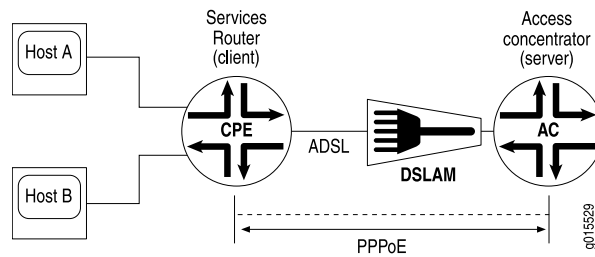 Services
Router
(client)
Access
concentrator
(server)
Host A
CPE
ADSL
DSLAM
AC
Host B
PPPoE
g015529